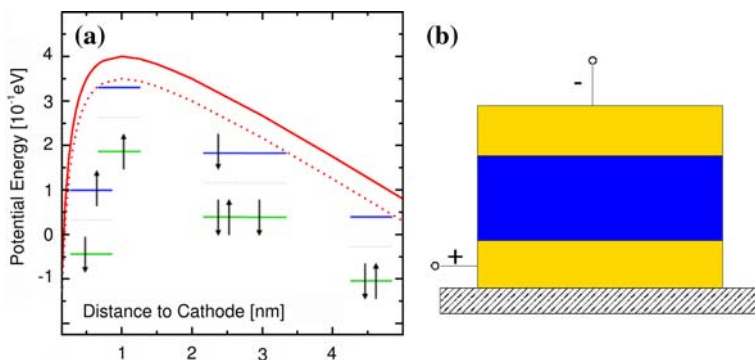 (a)
(b)
Potential Energy [10⁻¹eV]
4
3
2
1
0
-1
Distance to Cathode [nm]
1 2 3 4
-
+